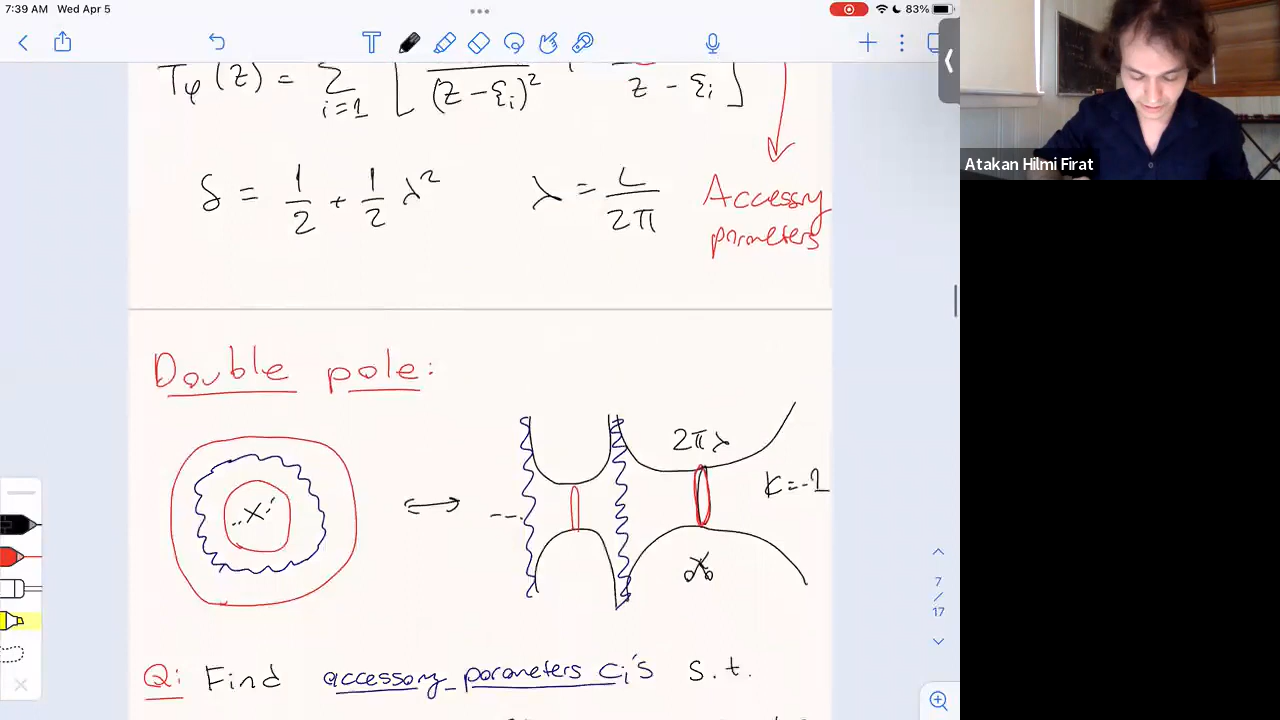 7:39 AM Wed Apr 5
83%
T
Atakan Hilmi Firat
Tφ(z) = Σ i=1 [ (z - ξi)² z - ξi ]
δ = 1/2 + 1/2 λ² λ = L/2π Accessory
parameters
Double pole:
2πλ
K=-1
7
/
17
Q: Find accessory parameters ci's s.t.